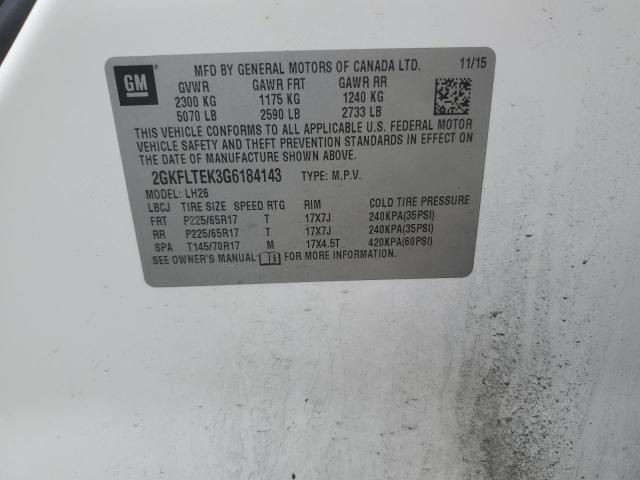 GM
MFD BY GENERAL MOTORS OF CANADA LTD. 11/15
GVWR GAWR FRT GAWR RR
2300 KG 1175 KG 1240 KG
5070 LB 2590 LB 2733 LB
THIS VEHICLE CONFORMS TO ALL APPLICABLE U.S. FEDERAL MOTOR
VEHICLE SAFETY AND THEFT PREVENTION STANDARDS IN EFFECT ON
THE DATE OF MANUFACTURE SHOWN ABOVE.
2GKFLTEK3G6184143 TYPE: M.P.V.
MODEL: LH26
LBCJ TIRE SIZE SPEED RTG RIM COLD TIRE PRESSURE
FRT P225/65R17 T 17X7J 240KPA(35PSI)
RR P225/65R17 T 17X7J 240KPA(35PSI)
SPA T145/70R17 M 17X4.5T 420KPA(60PSI)
SEE OWNER'S MANUAL FOR MORE INFORMATION.